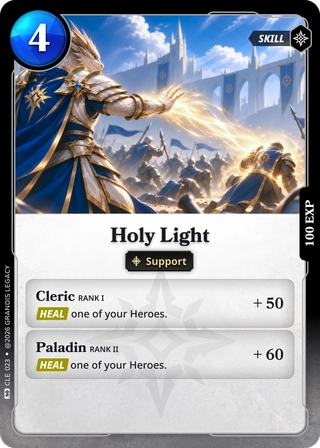 4
SKILL
100 EXP
Holy Light
Support
Cleric RANK I
+50
HEAL one of your Heroes.
Paladin RANK II
+60
HEAL one of your Heroes.
CLE 023 • @2026 GRANDIS LEGACY